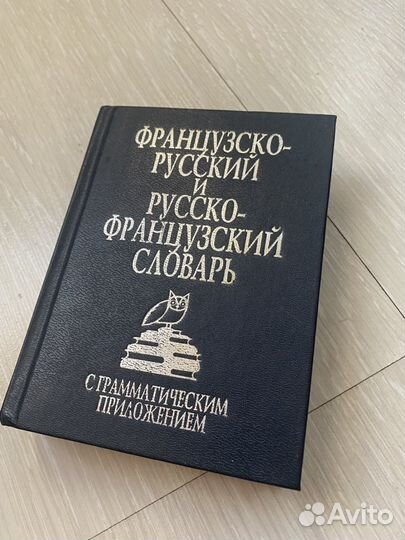 ФРАНЦУЗСКО-
РУССКИЙ
И
РУССКО-
ФРАНЦУЗСКИЙ
СЛОВАРЬ
С ГРАММАТИЧЕСКИМ
ПРИЛОЖЕНИЕМ
Avito